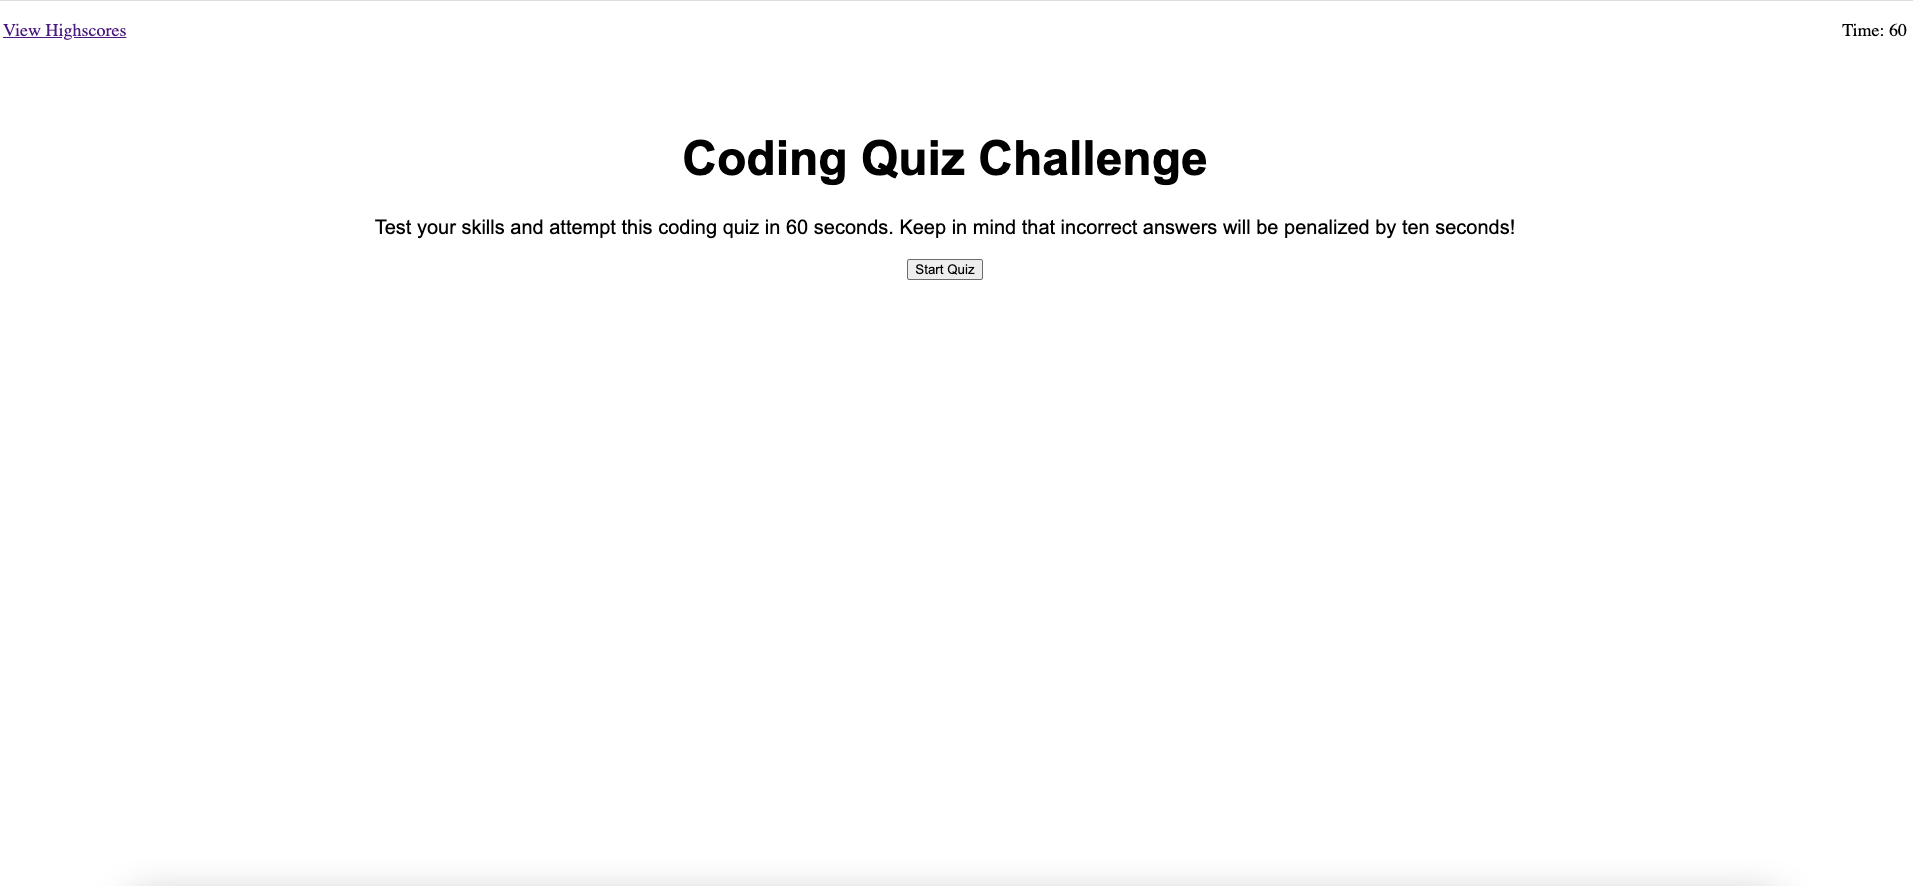 View Highscores
Time: 60
Coding Quiz Challenge
Test your skills and attempt this coding quiz in 60 seconds. Keep in mind that incorrect answers will be penalized by ten seconds!
Start Quiz